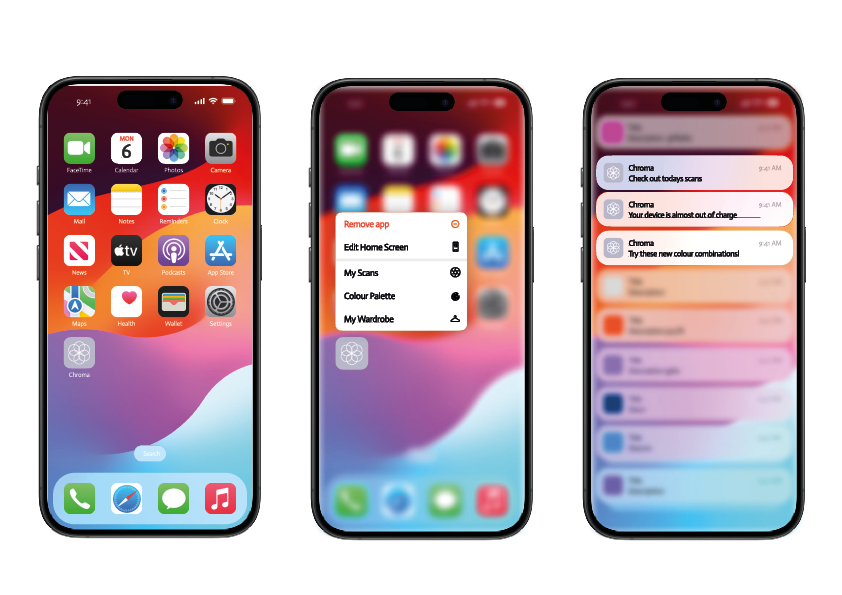 9:41
MON
6
FaceTime
Calendar
Photos
Camera
Mail
Notes
Reminders
Clock
tv
News
TV
Podcasts
App Store
Maps
Health
Wallet
Settings
Chroma
Search
Remove app
Edit Home Screen
My Scans
Colour Palette
My Wardrobe
Chroma
9:41 AM
Check out todays scans
Chroma
9:41 AM
Your device is almost out of charge
Chroma
9:41 AM
Try these new colour combinations!